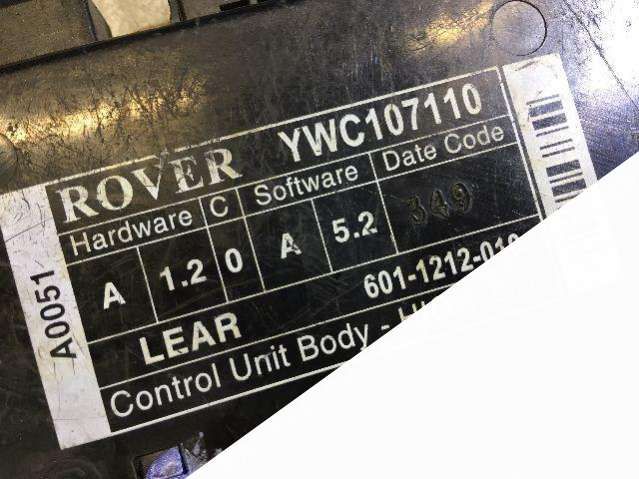 ROVER YWC107110
Hardware C Software Date Code
A 1.2 0 A 5.2 349
LEAR
Control Unit Body -
A0051